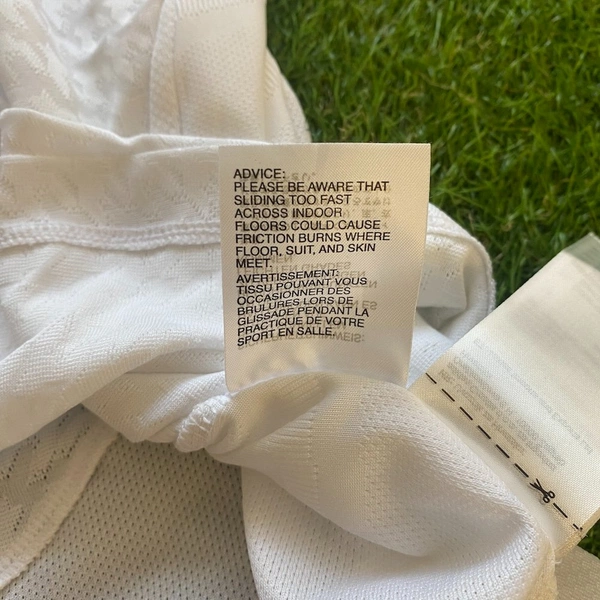 ADVICE:
PLEASE BE AWARE THAT
SLIDING TOO FAST
ACROSS INDOOR
FLOORS COULD CAUSE
FRICTION BURNS WHERE
FLOOR, SUIT, AND SKIN
MEET.
AVERTISSEMENT:
TISSU POUVANT VOUS
OCCASIONNER DES
BRULURES LORS DE
GLISSADE PENDANT LA
PRACTIQUE DE VOTRE
SPORT EN SALLE.